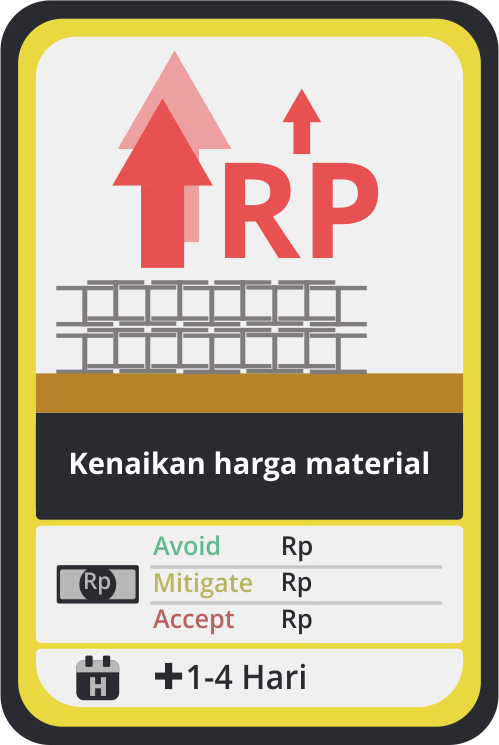 RP
Kenaikan harga material
Avoid Rp
Rp Mitigate Rp
Accept Rp
H +1-4 Hari